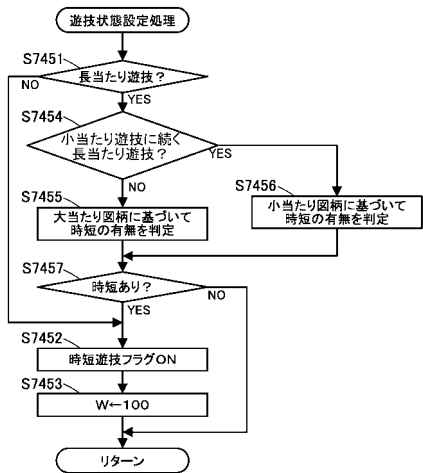 遊技状態設定処理
S7451
長当たり遊技?
NO
YES
S7454
小当たり遊技に続く
長当たり遊技?
YES
NO
S7455
大当たり図柄に基づいて
時短の有無を判定
S7456
小当たり図柄に基づいて
時短の有無を判定
S7457
時短あり?
NO
YES
S7452
時短遊技フラグON
S7453
W←100
リターン